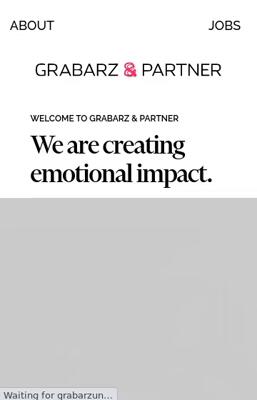 ABOUT JOBS
GRABARZ & PARTNER
WELCOME TO GRABARZ & PARTNER
We are creating
emotional impact.
Waiting for grabarzun...